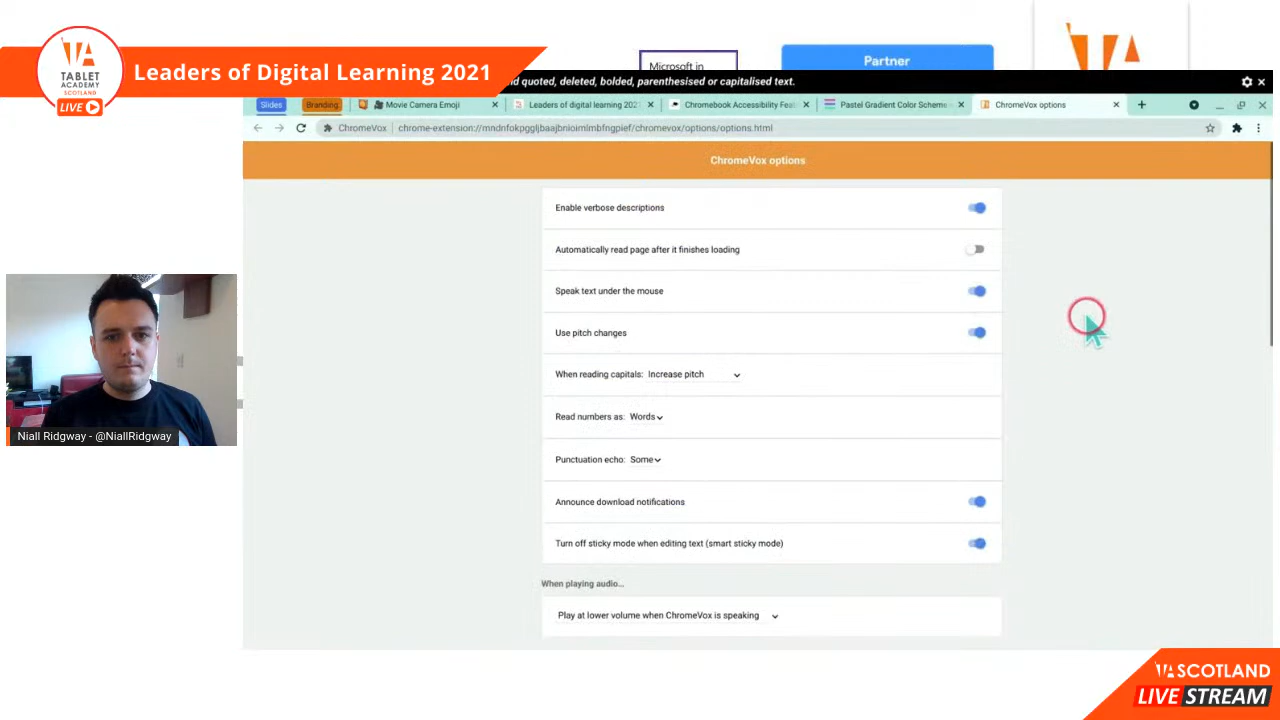 TABLET
ACADEMY
SCOTLAND
LIVE
Leaders of Digital Learning 2021
Microsoft in
Partner
nd quoted, deleted, bolded, parenthesised or capitalised text.
Slides
Branding
Movie Camera Emoji
Leaders of digital learning 202
Chromebook Accessibility Feat
Pastel Gradient Color Scheme
ChromeVox options
ChromeVox
chrome-extension://mndnfokpggljbaajbnioimlmbfngpief/chromevox/options/options.html
ChromeVox options
Enable verbose descriptions
Automatically read page after it finishes loading
Speak text under the mouse
Use pitch changes
When reading capitals: Increase pitch
Read numbers as: Words
Punctuation echo: Some
Announce download notifications
Turn off sticky mode when editing text (smart sticky mode)
When playing audio...
Play at lower volume when ChromeVox is speaking
Niall Ridgway - @NiallRidgway
TA SCOTLAND
LIVE STREAM